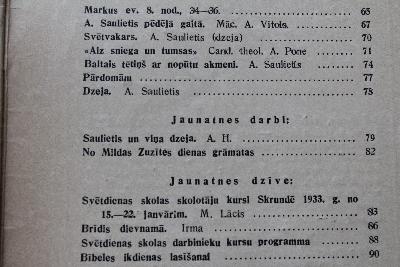 Markus ev. 8. nod., 34—36. 65
A. Saulietis pēdējā gaitā. Māc. A. Vītols. 67
Svētvakars. A. Saulietis (dzeja) 70
«Aiz sniega un tumsas» Cand. theol. A. Pone 71
Baltais tētiņš ar nopūtu akmeni. A. Saulietis 74
Pārdomām 77
Dzeja. A. Saulietis 78
Jaunatnes darbi:
Saulietis un viņa dzeja. A. H. 79
No Mildas Zuzītēs dienas grāmatas 82
Jaunatnes dzīve:
Svētdienas skolas skolotāju kursi Skrundē 1933. g. no
15.—22. janvārim. M. Lācis 83
Brīdis dievnamā. Irma 86
Svētdienas skolas darbinieku kursu programma 88
Bībeles ikdienas lasīšanai 90